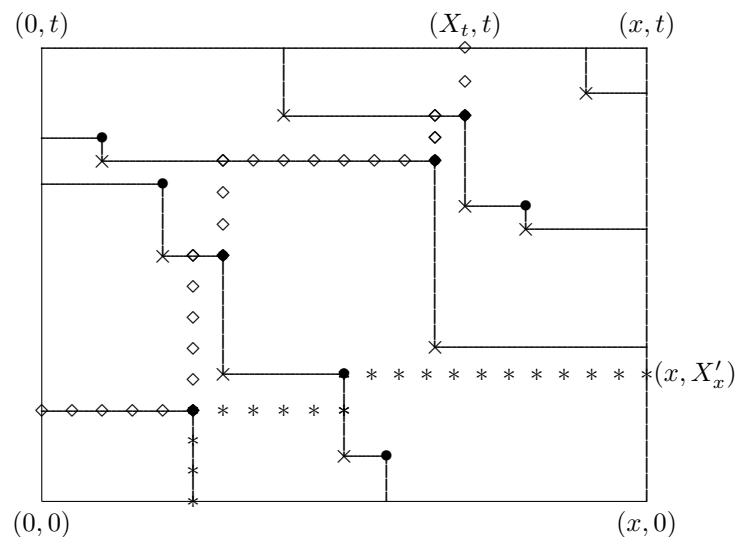 (0, t) (X_t, t) (x, t)
(x, X'_x)
(0, 0) (x, 0)